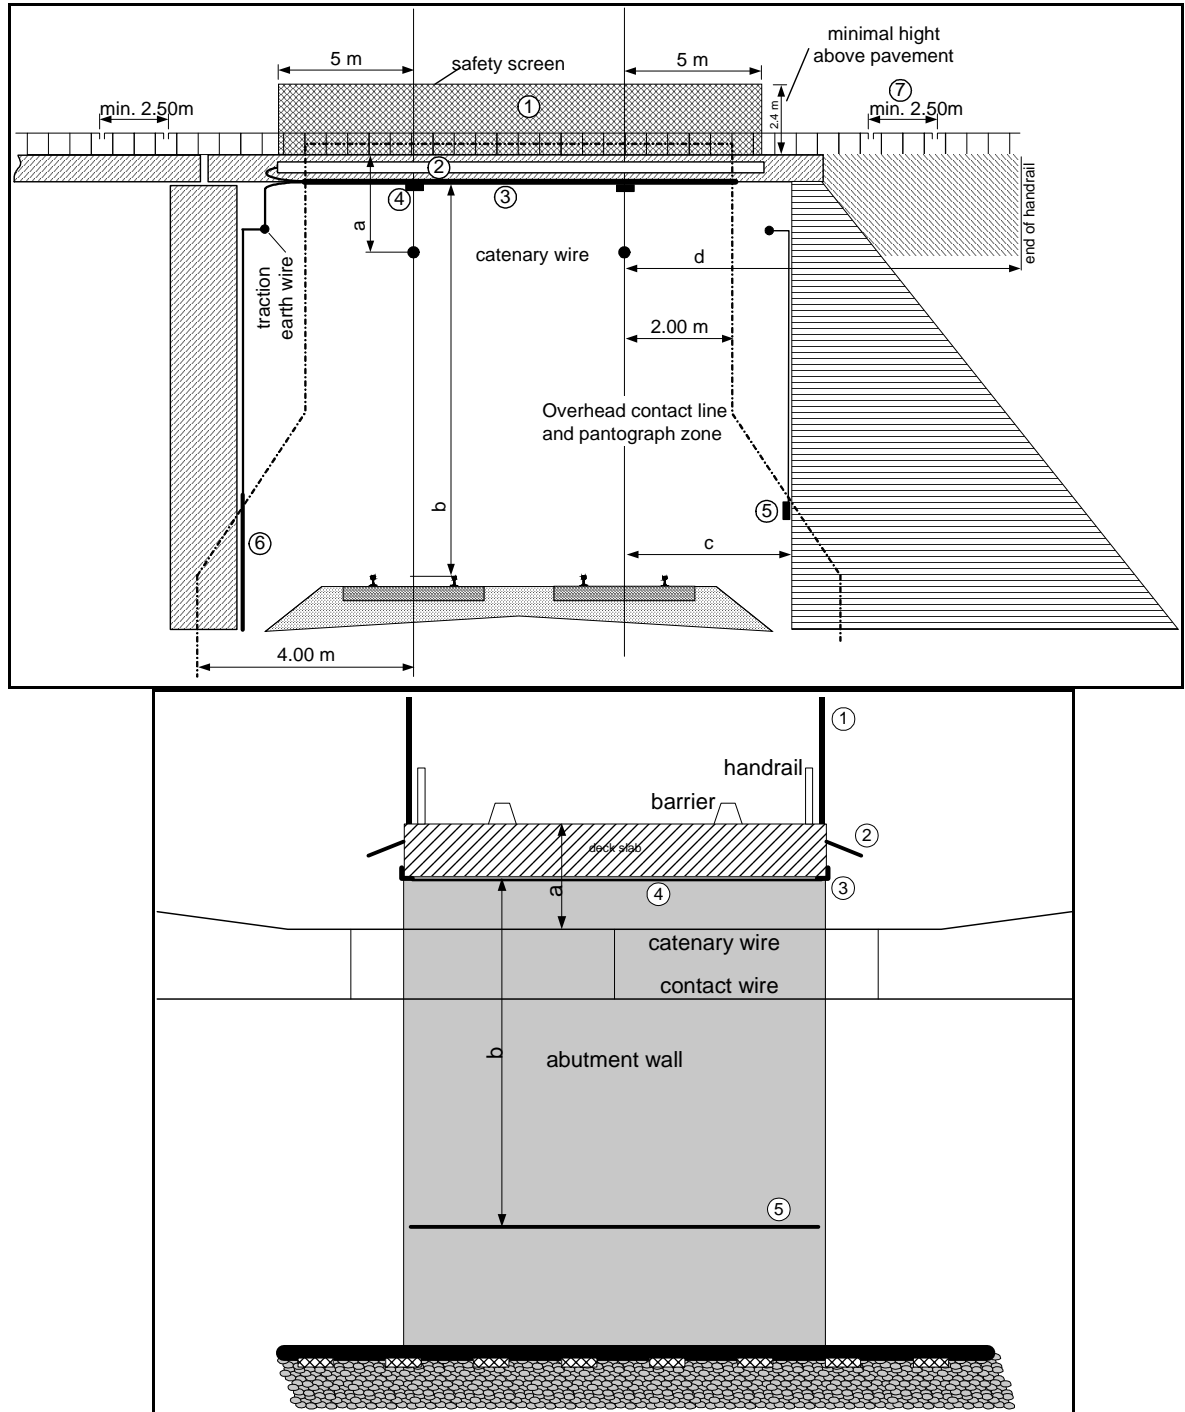 minimal hight
above pavement
5 m
safety screen
5 m
1
7
min. 2.50m
2.4 m
min. 2.50m
2
4
3
a
catenary wire
d
end of handrail
traction
earth wire
2.00 m
Overhead contact line
and pantograph zone
b
5
6
c
4.00 m
1
handrail
barrier
2
deck slab
a
4
3
catenary wire
contact wire
b
abutment wall
5